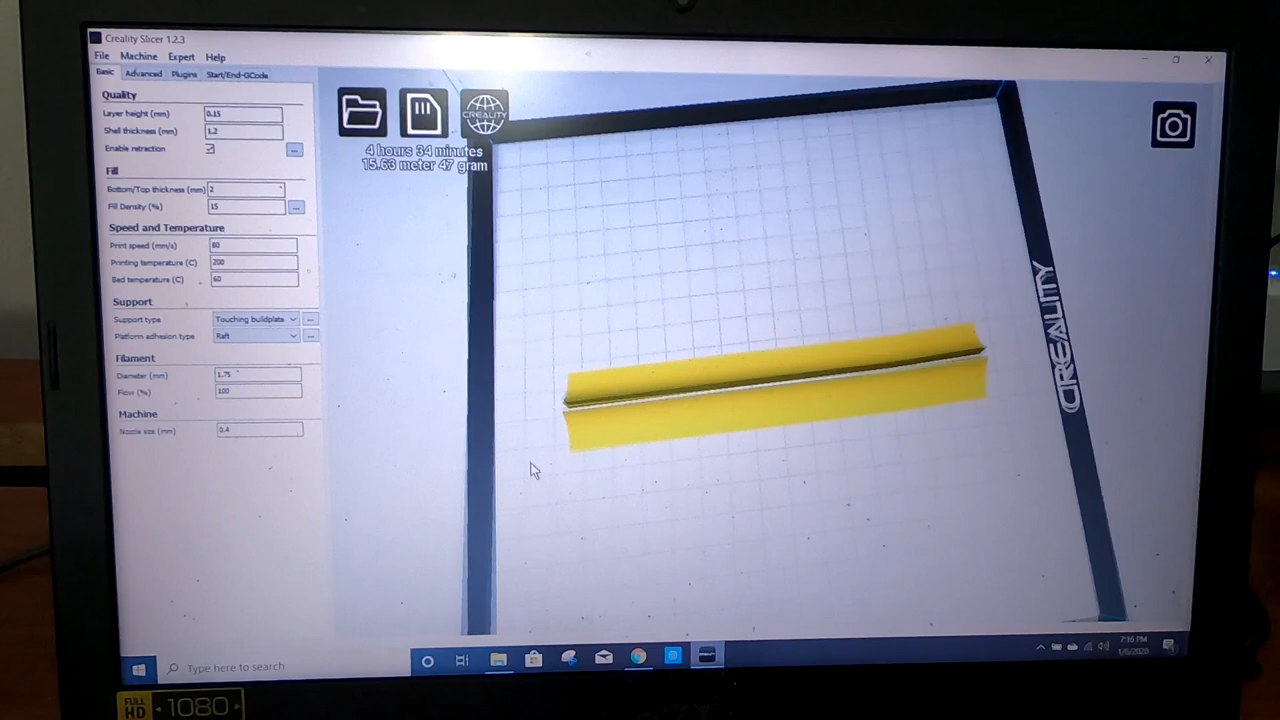 Creality Slicer 1.2.3
File Machine Expert Help
Basic Advanced Plugins Start/End-GCode
Quality
Layer height (mm) 0.15
Shell thickness (mm) 1.2
Enable retraction ...
Fill
Bottom/Top thickness (mm) 2
Fill Density (%) 15 ...
Speed and Temperature
Print speed (mm/s) 80
Printing temperature (C) 200
Bed temperature (C) 60
Support
Support type Touching buildplate ...
Platform adhesion type Raft ...
Filament
Diameter (mm) 1.75
Flow (%) 100
Machine
Nozzle size (mm) 0.4
CREALITY
4 hours 34 minutes
15.63 meter 47 gram
CREALITY
Type here to search
7:16 PM
1/6/2020
FULL HD 1080